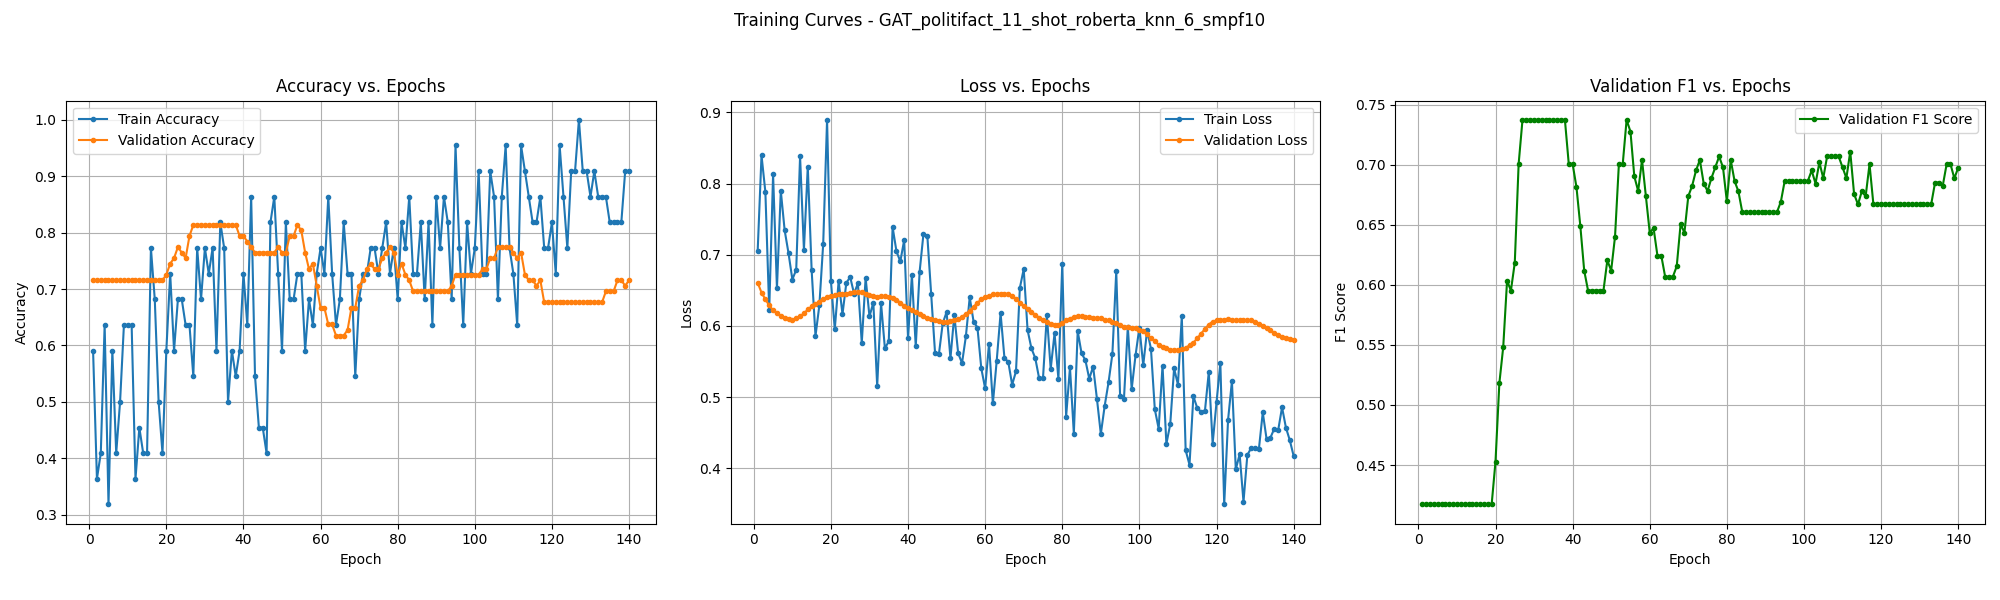 Training Curves - GAT_politifact_11_shot_roberta_knn_6_smpf10
Accuracy vs. Epochs
Train Accuracy
Validation Accuracy
Accuracy
1.0
0.9
0.8
0.7
0.6
0.5
0.4
0.3
0 20 40 60 80 100 120 140
Epoch
Loss vs. Epochs
Train Loss
Validation Loss
Loss
0.9
0.8
0.7
0.6
0.5
0.4
0 20 40 60 80 100 120 140
Epoch
Validation F1 vs. Epochs
Validation F1 Score
F1 Score
0.75
0.70
0.65
0.60
0.55
0.50
0.45
0 20 40 60 80 100 120 140
Epoch